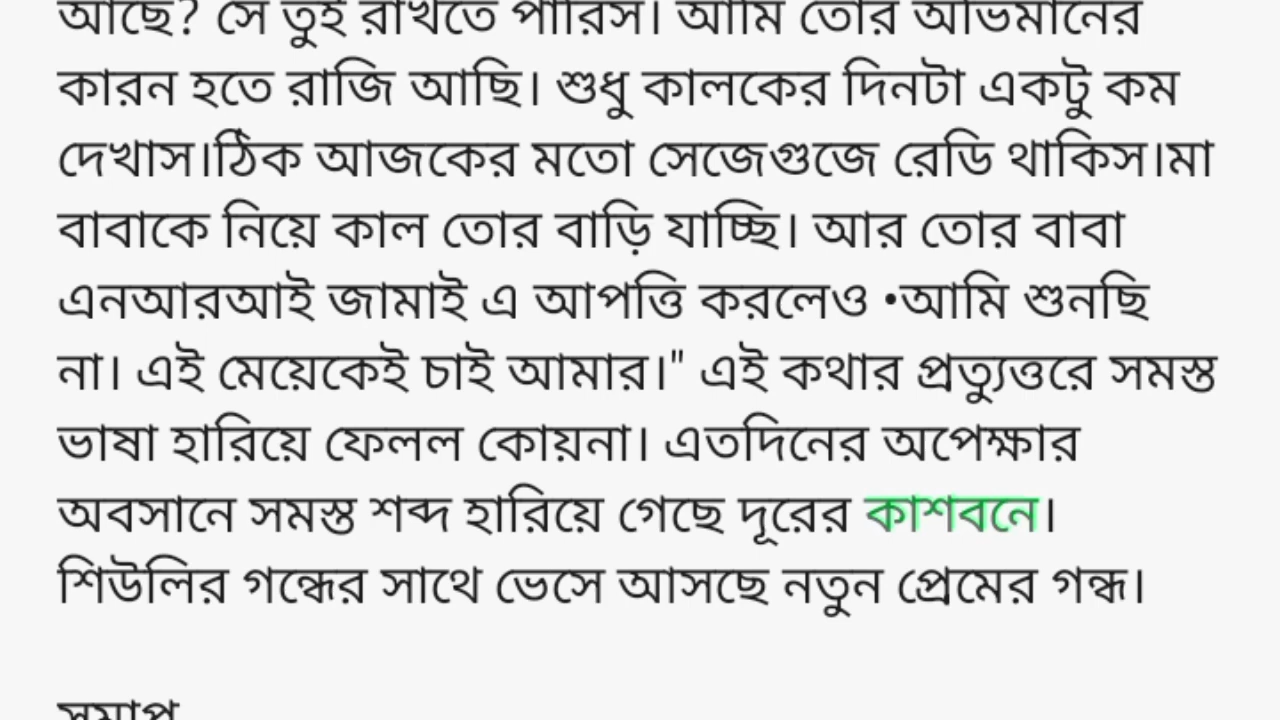 আছে? সে তুই রাখতে পারিস। আমি তোর অভিমানের
কারন হতে রাজি আছি। শুধু কালকের দিনটা একটু কম
দেখাস।ঠিক আজকের মতো সেজেগুজে রেডি থাকিস।মা
বাবাকে নিয়ে কাল তোর বাড়ি যাচ্ছি। আর তোর বাবা
এনআরআই জামাই এ আপত্তি করলেও •আমি শুনছি
না। এই মেয়েকেই চাই আমার।" এই কথার প্রত্যুত্তরে সমস্ত
ভাষা হারিয়ে ফেলল কোয়না। এতদিনের অপেক্ষার
অবসানে সমস্ত শব্দ হারিয়ে গেছে দূরের কাশবনে।
শিউলির গন্ধের সাথে ভেসে আসছে নতুন প্রেমের গন্ধ।
সমাপ্ত